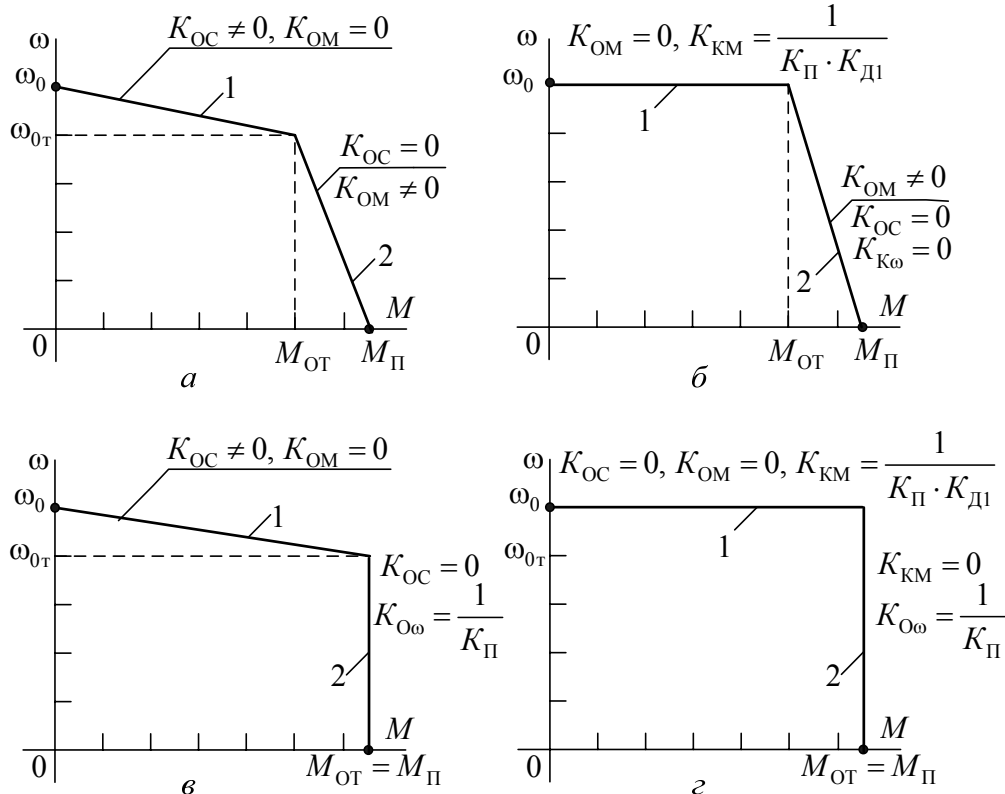 ω
K_ОС ≠ 0, K_ОМ = 0
ω_0
1
ω_0т
K_ОС = 0
K_ОМ ≠ 0
2
M
0
M_ОТ
M_П
а
ω
K_ОМ = 0, K_КМ = 1 / (K_П · K_Д1)
ω_0
1
K_ОМ ≠ 0
K_ОС = 0
K_Кω = 0
2
M
0
M_ОТ
M_П
б
ω
K_ОС ≠ 0, K_ОМ = 0
ω_0
1
ω_0т
K_ОС = 0
K_Оω = 1 / K_П
2
M
0
M_ОТ = M_П
в
ω
K_ОС = 0, K_ОМ = 0, K_КМ = 1 / (K_П · K_Д1)
ω_0
1
ω_0т
K_КМ = 0
K_Оω = 1 / K_П
2
M
0
M_ОТ = M_П
г